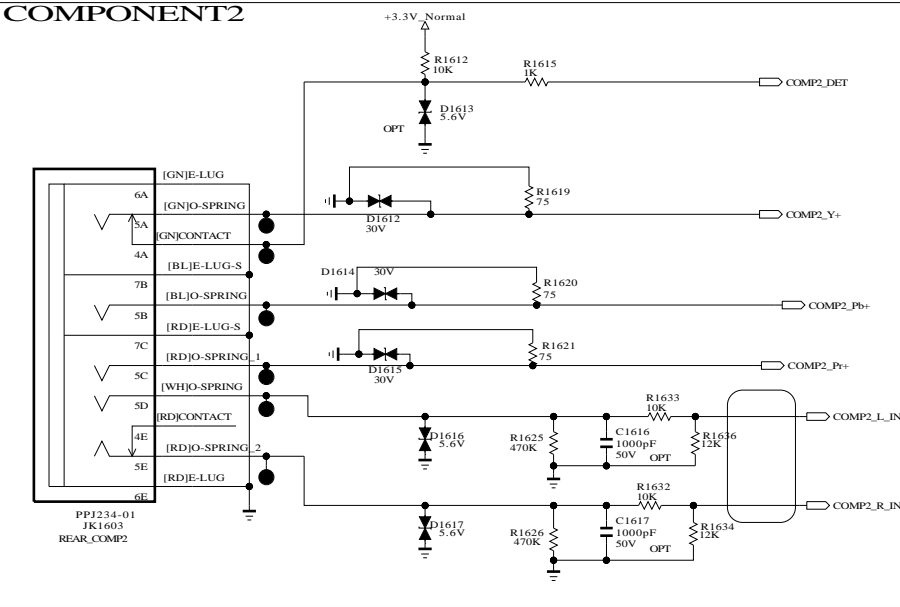 COMPONENT2
+3.3V_Normal
R1612
10K
R1615
1K
COMP2_DET
D1613
5.6V
OPT
[GN]E-LUG
6A
[GN]O-SPRING
5A
[GN]CONTACT
4A
[BL]E-LUG-S
7B
[BL]O-SPRING
5B
[RD]E-LUG-S
7C
[RD]O-SPRING_1
5C
[WH]O-SPRING
5D
[RD]CONTACT
4E
[RD]O-SPRING_2
5E
[RD]E-LUG
6E
PPJ234-01
JK1603
REAR_COMP2
R1619
75
D1612
30V
COMP2_Y+
D1614
30V
R1620
75
COMP2_Pb+
R1621
75
D1615
30V
COMP2_Pr+
R1633
10K
COMP2_L_IN
D1616
5.6V
R1625
470K
C1616
1000pF
50V
OPT
R1636
12K
R1632
10K
COMP2_R_IN
D1617
5.6V
R1626
470K
C1617
1000pF
50V
OPT
R1634
12K